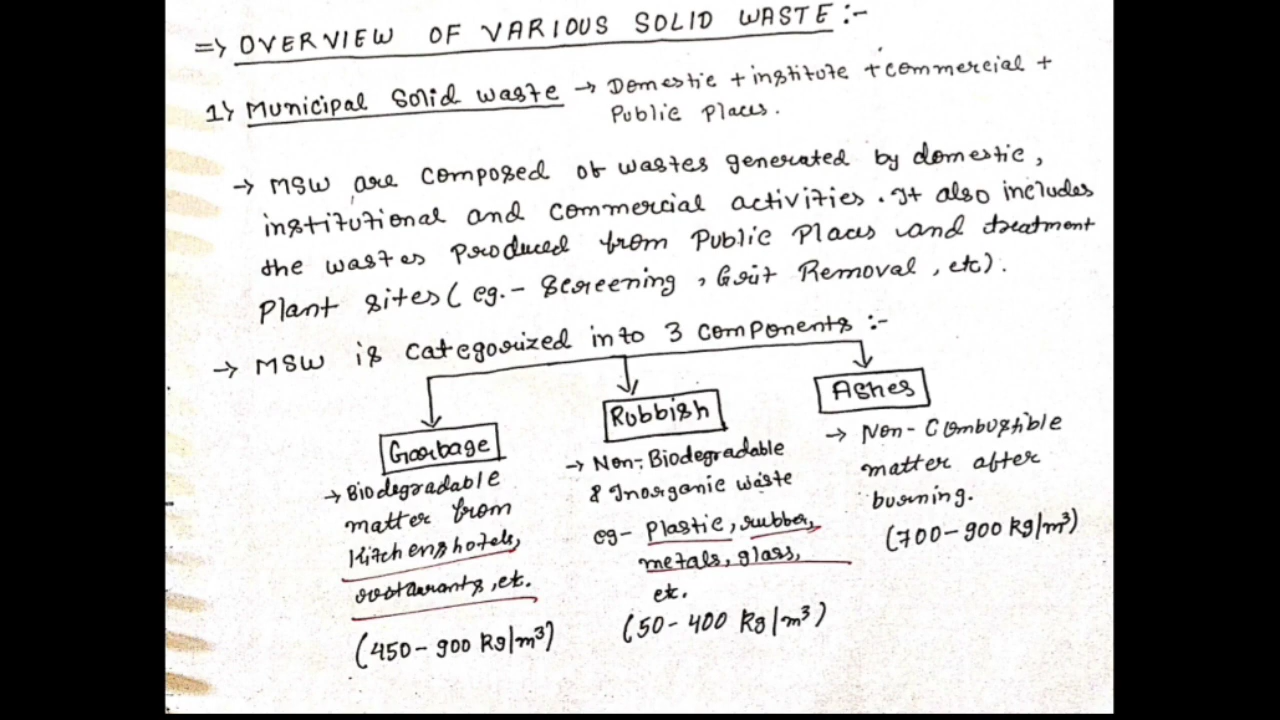 => OVERVIEW OF VARIOUS SOLID WASTE :-
1) Municipal Solid waste → Domestic + institute + commercial +
Public Places.
→ MSW are composed of wastes generated by domestic,
institutional and commercial activities. It also includes
the wastes produced from Public Places and treatment
Plant sites ( eg.- Screening , Grit Removal , etc).
→ MSW is categorized into 3 components :-
Garbage
→ Biodegradable
matter from
kitchens hotels,
restaurants, etc.
(450-900 kg/m³)
Rubbish
→ Non-Biodegradable
& Inorganic waste
eg- Plastic, rubber,
metals, glass,
etc.
(50-400 kg/m³)
Ashes
→ Non-Combustible
matter after
burning.
(700-900 kg/m³)